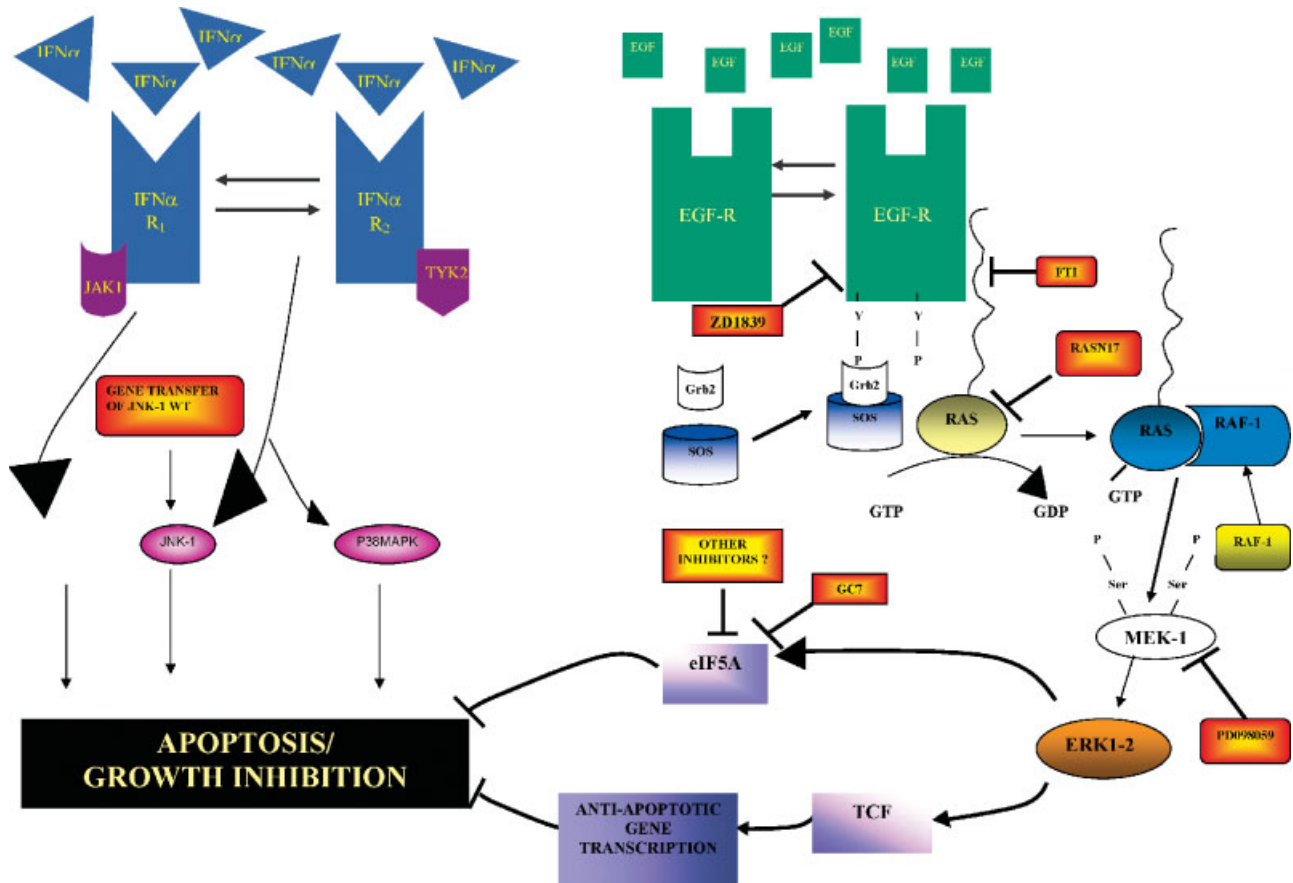 IFNα
IFNα
IFNα
IFNα
IFNα
IFNα
IFNα
R1
IFNα
R2
JAK1
TYK2
GENE TRANSFER
OF JNK-1 WT
JNK-1
P38MAPK
APOPTOSIS/
GROWTH INHIBITION
EGF
EGF
EGF
EGF
EGF
EGF
EGF-R
EGF-R
ZD1839
Y
Y
P
P
Grb2
SOS
Grb2
SOS
FTI
RASN17
RAS
RAS
RAF-1
GTP
GDP
GTP
RAF-1
P
P
Ser
Ser
MEK-1
PD098059
ERK1-2
OTHER
INHIBITORS ?
GC7
eIF5A
TCF
ANTI-APOPTOTIC
GENE
TRANSCRIPTION